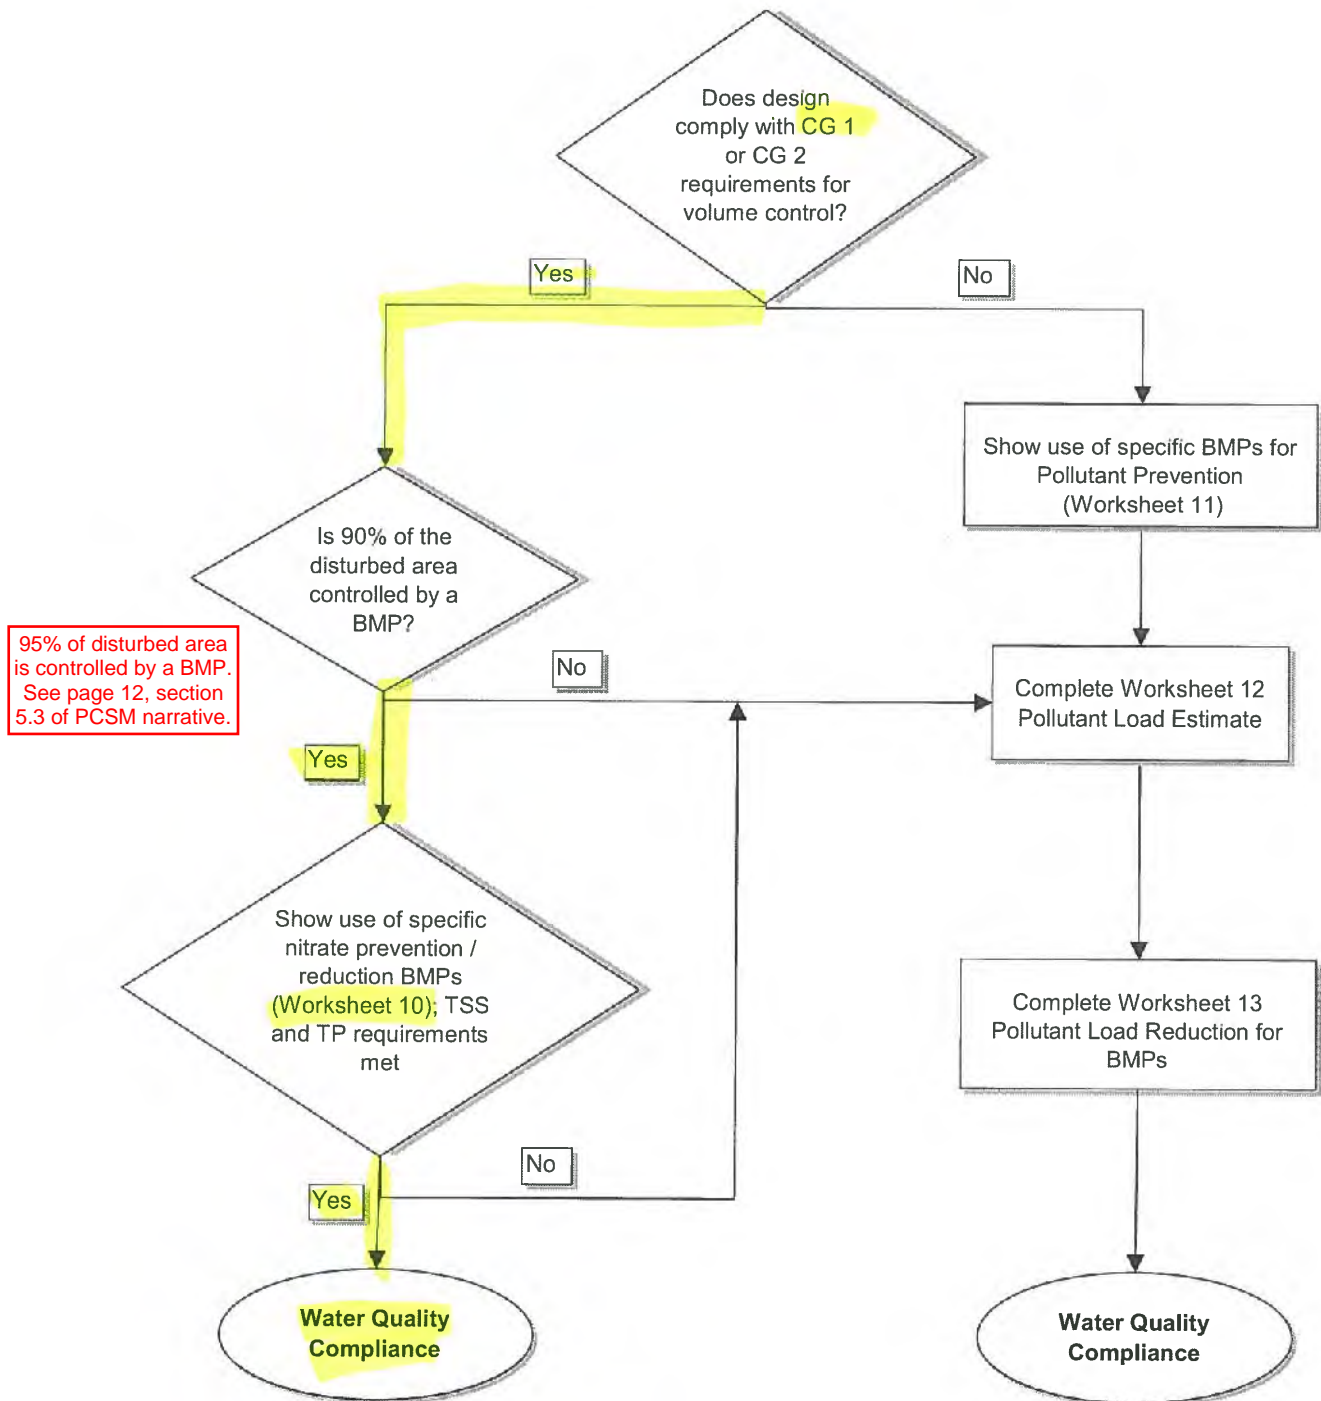 Does design
comply with CG 1
or CG 2
requirements for
volume control?
Yes
No
Show use of specific BMPs for
Pollutant Prevention
(Worksheet 11)
Is 90% of the
disturbed area
controlled by a
BMP?
95% of disturbed area
is controlled by a BMP.
See page 12, section
5.3 of PCSM narrative.
No
Complete Worksheet 12
Pollutant Load Estimate
Yes
Show use of specific
nitrate prevention /
reduction BMPs
(Worksheet 10); TSS
and TP requirements
met
Complete Worksheet 13
Pollutant Load Reduction for
BMPs
No
Yes
Water Quality
Compliance
Water Quality
Compliance